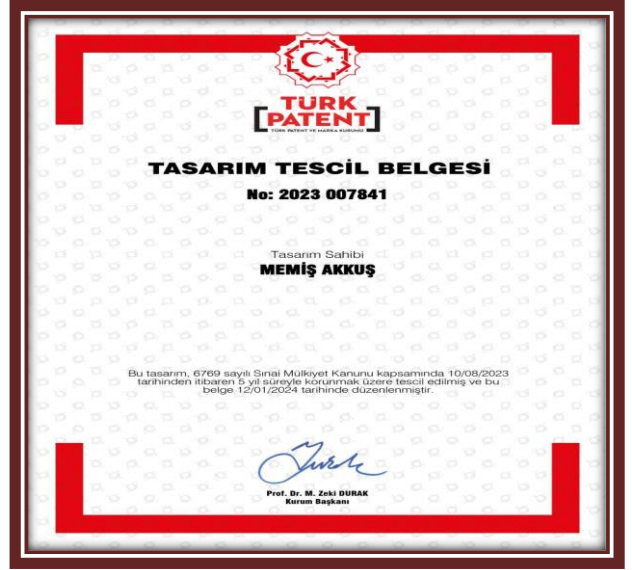 TÜRK
PATENT
TÜRK PATENT VE MARKA KURUMU
TASARIM TESCİL BELGESİ
No: 2023 007841
Tasarım Sahibi
MEMİŞ AKKUŞ
Bu tasarım, 6769 sayılı Sınai Mülkiyet Kanunu kapsamında 10/08/2023
tarihinden itibaren 5 yıl süreyle korunmak üzere tescil edilmiş ve bu
belge 12/01/2024 tarihinde düzenlenmiştir.
Prof. Dr. M. Zeki DURAK
Kurum Başkanı